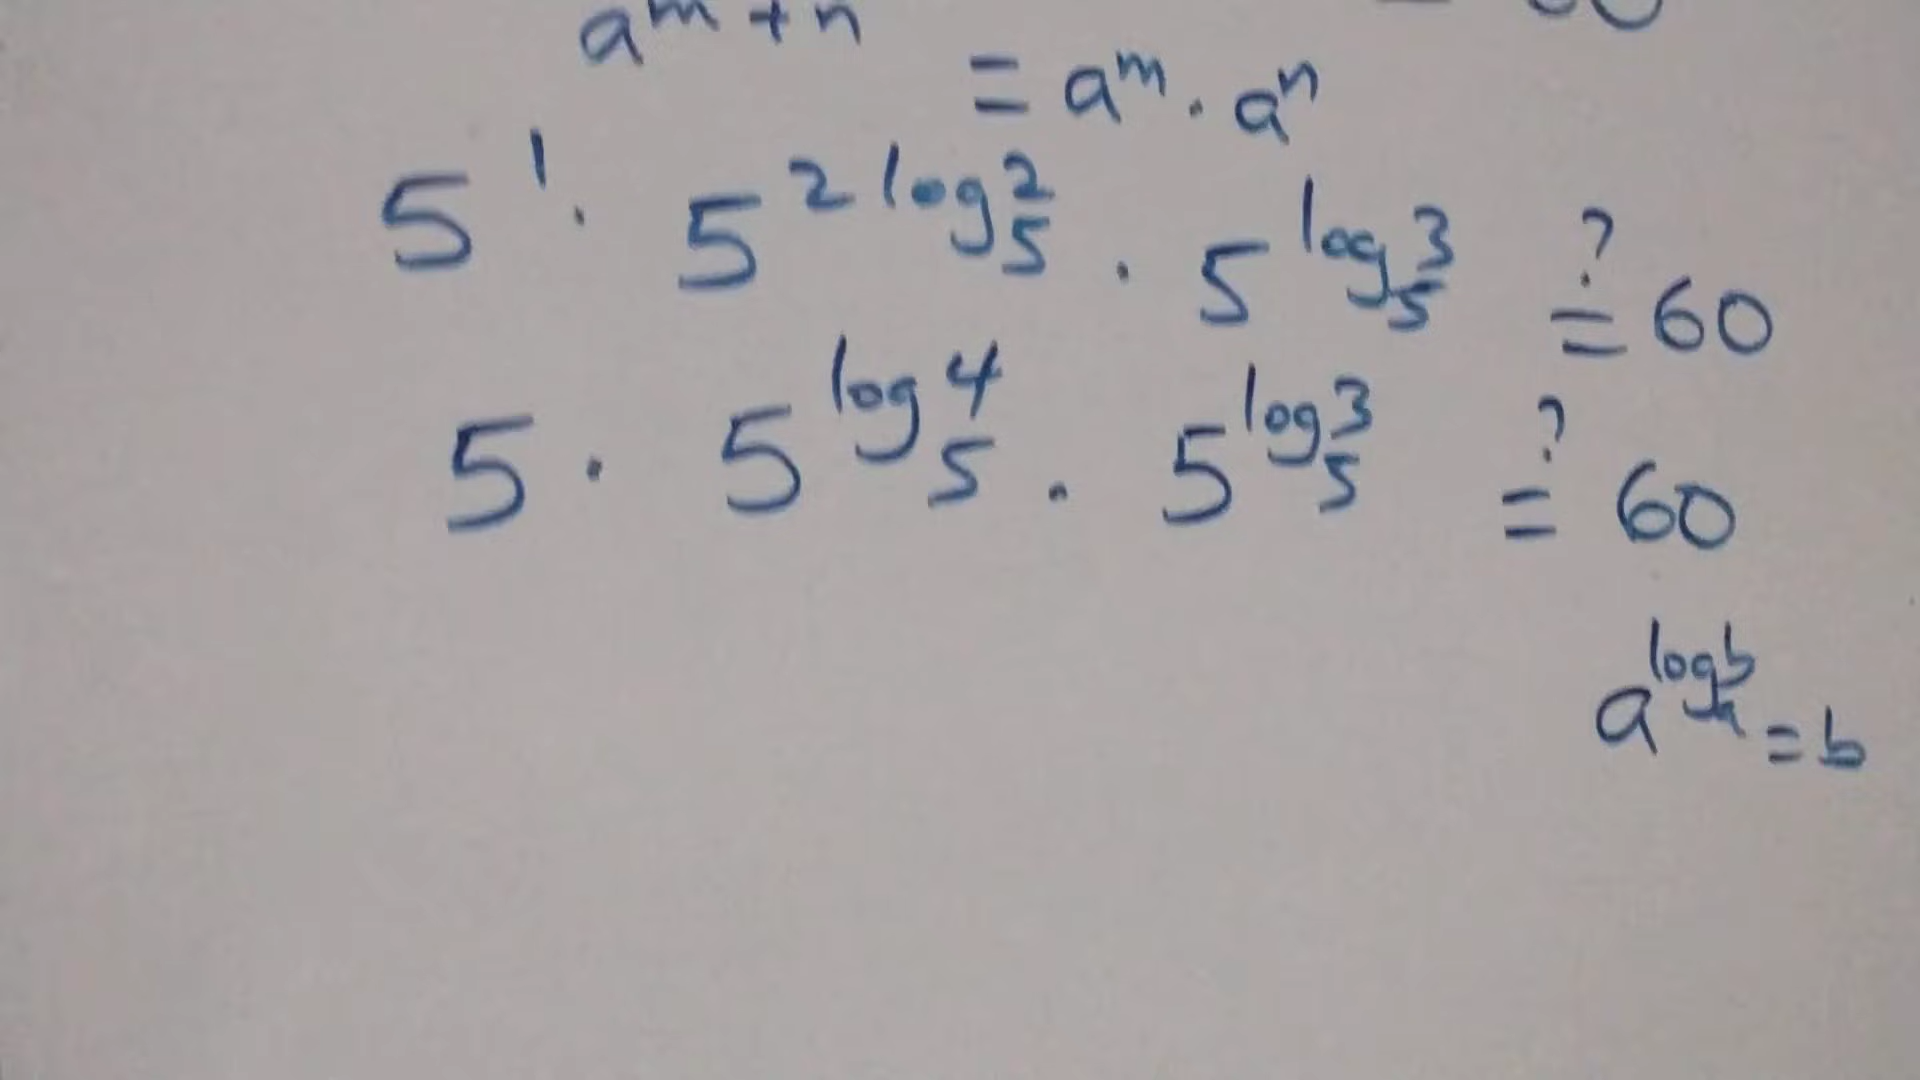 a^{m+n} = a^m · a^n
5^1 · 5^{2 log_5 2} · 5^{log_5 3} ≟ 60
5 · 5^{log_5 4} · 5^{log_5 3} ≟ 60
a^{log_a b} = b